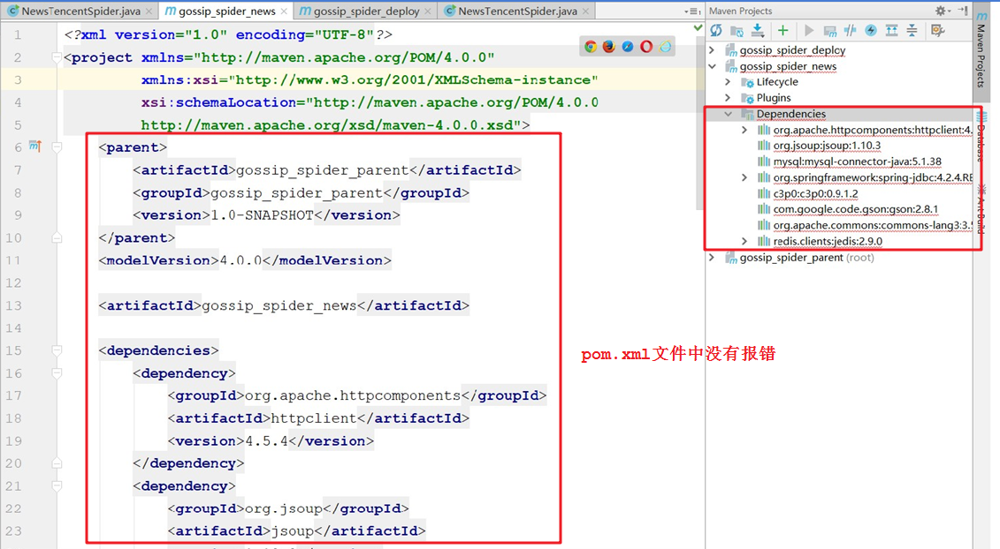 NewsTencentSpider.java
gossip_spider_news
gossip_spider_deploy
NewsTencentSpider.java
Maven Projects
1 <?xml version="1.0" encoding="UTF-8"?>
2 <project xmlns="http://maven.apache.org/POM/4.0.0"
3 xmlns:xsi="http://www.w3.org/2001/XMLSchema-instance"
4 xsi:schemaLocation="http://maven.apache.org/POM/4.0.0
5 http://maven.apache.org/xsd/maven-4.0.0.xsd">
6 <parent>
7 <artifactId>gossip_spider_parent</artifactId>
8 <groupId>gossip_spider_parent</groupId>
9 <version>1.0-SNAPSHOT</version>
10 </parent>
11 <modelVersion>4.0.0</modelVersion>
12
13 <artifactId>gossip_spider_news</artifactId>
14
15 <dependencies>
16 <dependency>
17 <groupId>org.apache.httpcomponents</groupId>
18 <artifactId>httpclient</artifactId>
19 <version>4.5.4</version>
20 </dependency>
21 <dependency>
22 <groupId>org.jsoup</groupId>
23 <artifactId>jsoup</artifactId>
pom.xml文件中没有报错
gossip_spider_deploy
gossip_spider_news
Lifecycle
Plugins
Dependencies
org.apache.httpcomponents:httpclient:4.
org.jsoup:jsoup:1.10.3
mysql:mysql-connector-java:5.1.38
org.springframework:spring-jdbc:4.2.4.RE
c3p0:c3p0:0.9.1.2
com.google.code.gson:gson:2.8.1
org.apache.commons:commons-lang3:3.
redis.clients:jedis:2.9.0
gossip_spider_parent (root)
Maven Projects
Database
Ant Build